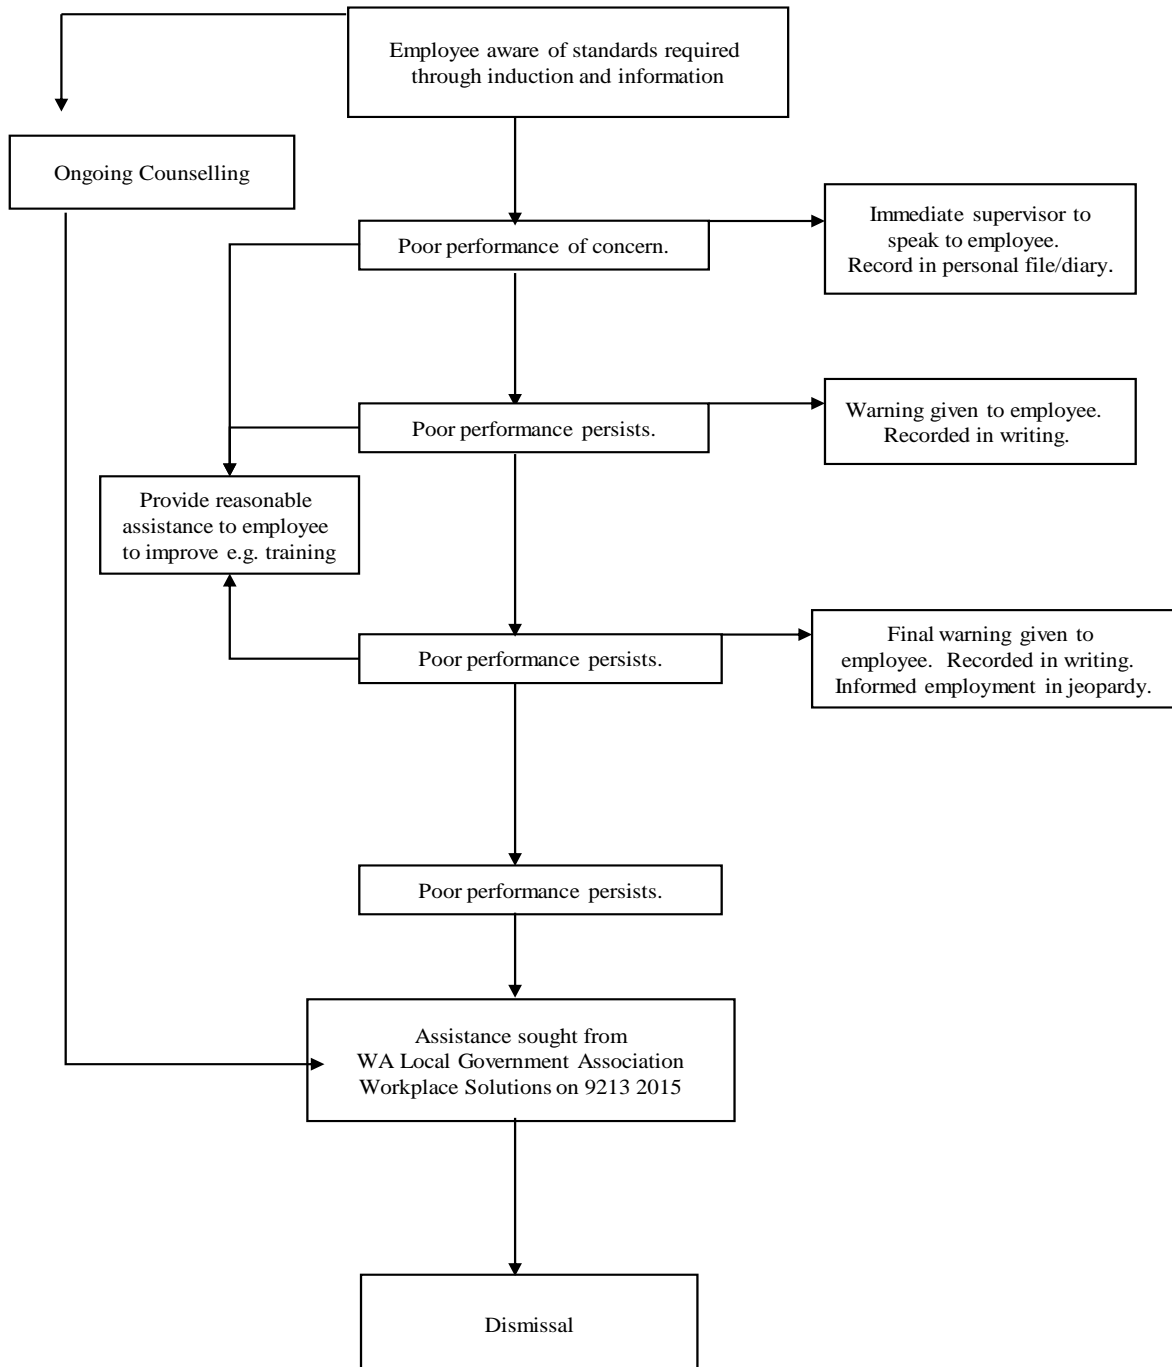 Employee aware of standards required
through induction and information
Ongoing Counselling
Immediate supervisor to
speak to employee.
Record in personal file/diary.
Poor performance of concern.
Warning given to employee.
Recorded in writing.
Poor performance persists.
Provide reasonable
assistance to employee
to improve e.g. training
Final warning given to
employee. Recorded in writing.
Informed employment in jeopardy.
Poor performance persists.
Poor performance persists.
Assistance sought from
WA Local Government Association
Workplace Solutions on 9213 2015
Dismissal